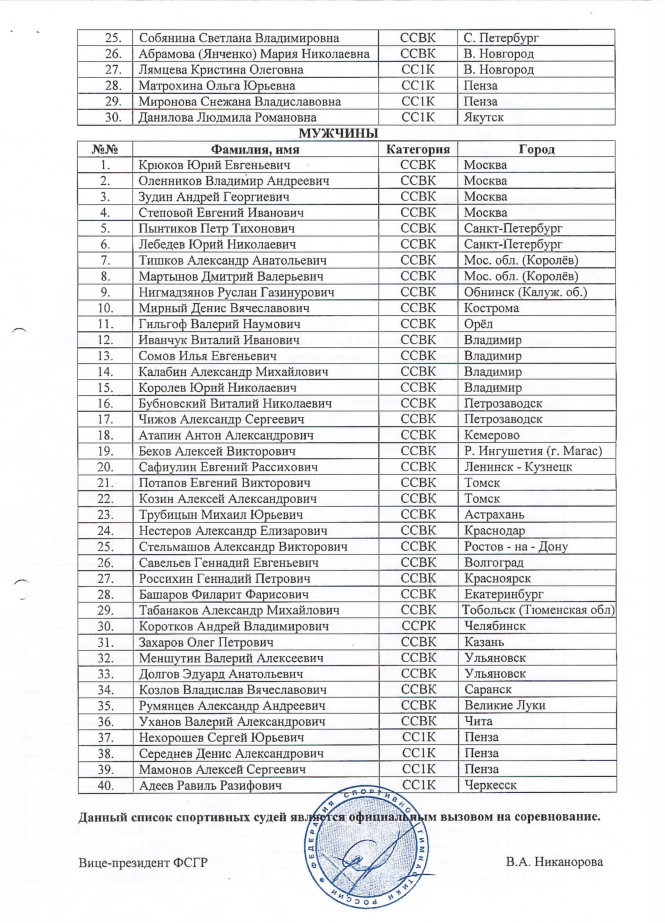 25. Собянина Светлана Владимировна ССВК С. Петербург
26. Абрамова (Янченко) Мария Николаевна ССВК В. Новгород
27. Лямцева Кристина Олеговна СС1К В. Новгород
28. Матрохина Ольга Юрьевна СС1К Пенза
29. Миронова Снежана Владиславовна СС1К Пенза
30. Данилова Людмила Романовна СС1К Якутск
МУЖЧИНЫ
№№ Фамилия, имя Категория Город
1. Крюков Юрий Евгеньевич ССВК Москва
2. Оленников Владимир Андреевич ССВК Москва
3. Зудин Андрей Георгиевич ССВК Москва
4. Степовой Евгений Иванович ССВК Москва
5. Пынтиков Петр Тихонович ССВК Санкт-Петербург
6. Лебедев Юрий Николаевич ССВК Санкт-Петербург
7. Тишков Александр Анатольевич ССВК Мос. обл. (Королёв)
8. Мартынов Дмитрий Валерьевич ССВК Мос. обл. (Королёв)
9. Нигмадзянов Руслан Газинурович ССВК Обнинск (Калуж. об.)
10. Мирный Денис Вячеславович ССВК Кострома
11. Гильгоф Валерий Наумович ССВК Орёл
12. Иванчук Виталий Иванович ССВК Владимир
13. Сомов Илья Евгеньевич ССВК Владимир
14. Калабин Александр Михайлович ССВК Владимир
15. Королев Юрий Николаевич ССВК Владимир
16. Бубновский Виталий Николаевич ССВК Петрозаводск
17. Чижов Александр Сергеевич ССВК Петрозаводск
18. Атапин Антон Александрович ССВК Кемерово
19. Беков Алексей Викторович ССВК Р. Ингушетия (г. Магас)
20. Сафиулин Евгений Рассихович ССВК Ленинск - Кузнецк
21. Потапов Евгений Викторович ССВК Томск
22. Козин Алексей Александрович ССВК Томск
23. Трубицын Михаил Юрьевич ССВК Астрахань
24. Нестеров Александр Елизарович ССВК Краснодар
25. Стельмашов Александр Викторович ССВК Ростов - на - Дону
26. Савельев Геннадий Евгеньевич ССВК Волгоград
27. Россихин Геннадий Петрович ССВК Красноярск
28. Башаров Филарит Фарисович ССВК Екатеринбург
29. Табанаков Александр Михайлович ССВК Тобольск (Тюменская обл)
30. Коротков Андрей Владимирович ССРК Челябинск
31. Захаров Олег Петрович ССВК Казань
32. Меншутин Валерий Алексеевич ССВК Ульяновск
33. Долгов Эдуард Анатольевич ССВК Ульяновск
34. Козлов Владислав Вячеславович ССВК Саранск
35. Румянцев Александр Андреевич ССВК Великие Луки
36. Уханов Валерий Александрович ССВК Чита
37. Нехорошев Сергей Юрьевич СС1К Пенза
38. Середнев Денис Александрович СС1К Пенза
39. Мамонов Алексей Сергеевич СС1К Пенза
40. Адеев Равиль Разифович СС1К Черкесск
Данный список спортивных судей является официальным вызовом на соревнование.
Вице-президент ФСГР В.А. Никанорова
ФЕДЕРАЦИЯ СПОРТИВНОЙ ГИМНАСТИКИ РОССИИ